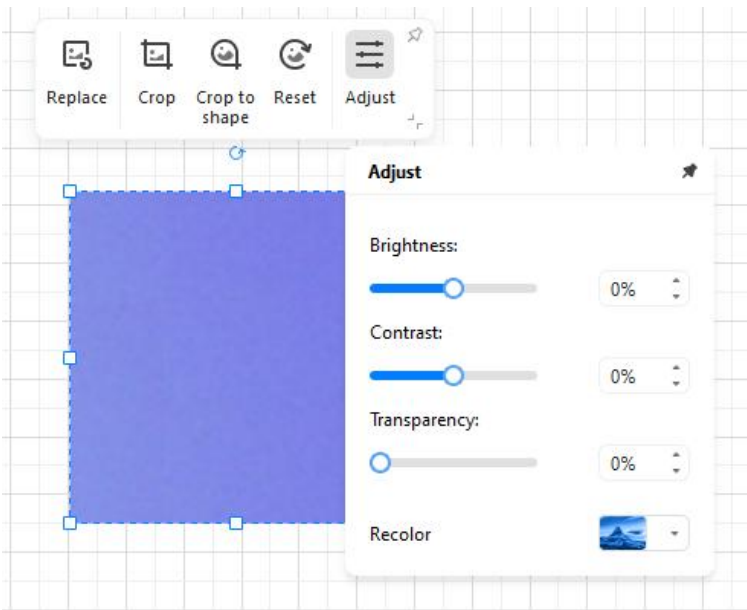 Replace
Crop
Crop to
shape
Reset
Adjust
Adjust
Brightness:
0%
Contrast:
0%
Transparency:
0%
Recolor